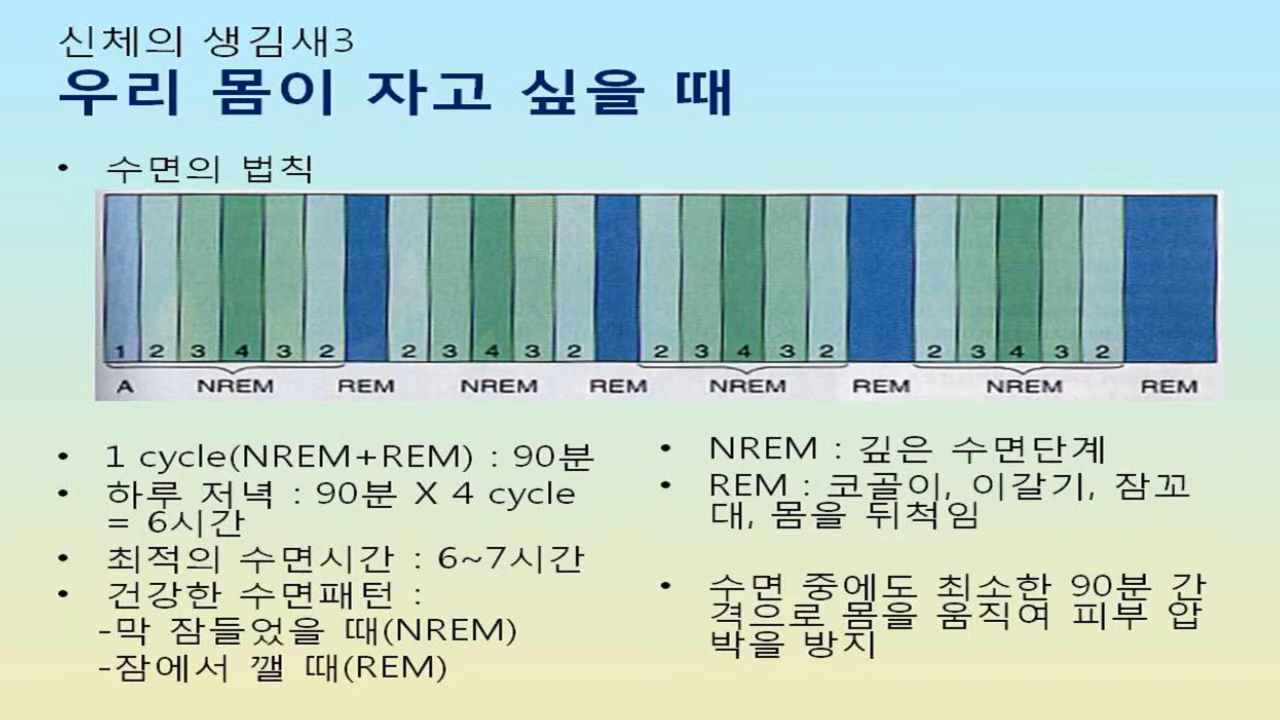 신체의 생김새3
우리 몸이 자고 싶을 때
• 수면의 법칙
1 2 3 4 3 2 2 3 4 3 2 2 3 4 3 2 2 3 4 3 2
A NREM REM NREM REM NREM REM NREM REM
• 1 cycle(NREM+REM) : 90분
• 하루 저녁 : 90분 X 4 cycle
= 6시간
• 최적의 수면시간 : 6~7시간
• 건강한 수면패턴 :
-막 잠들었을 때(NREM)
-잠에서 깰 때(REM)
• NREM : 깊은 수면단계
• REM : 코골이, 이갈기, 잠꼬
대, 몸을 뒤척임
• 수면 중에도 최소한 90분 간
격으로 몸을 움직여 피부 압
박을 방지